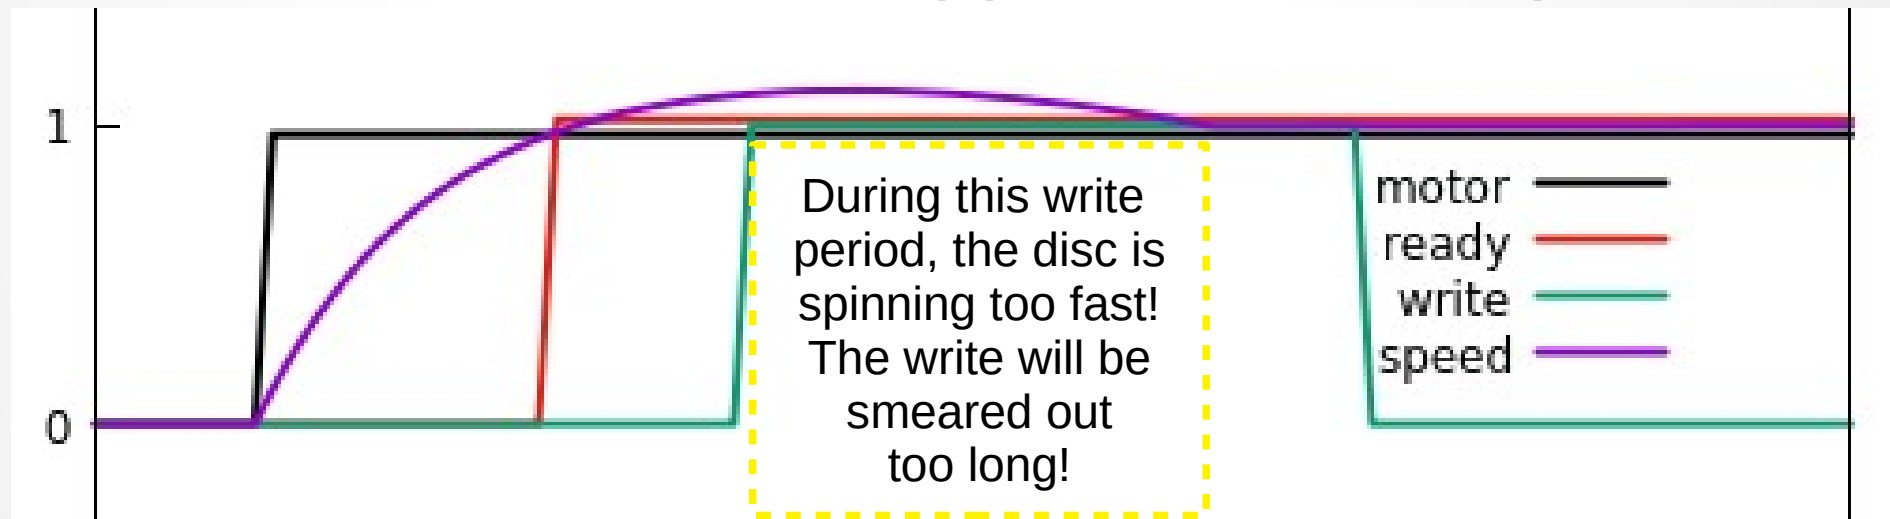 1
0
During this write
period, the disc is
spinning too fast!
The write will be
smeared out
too long!
motor
ready
write
speed